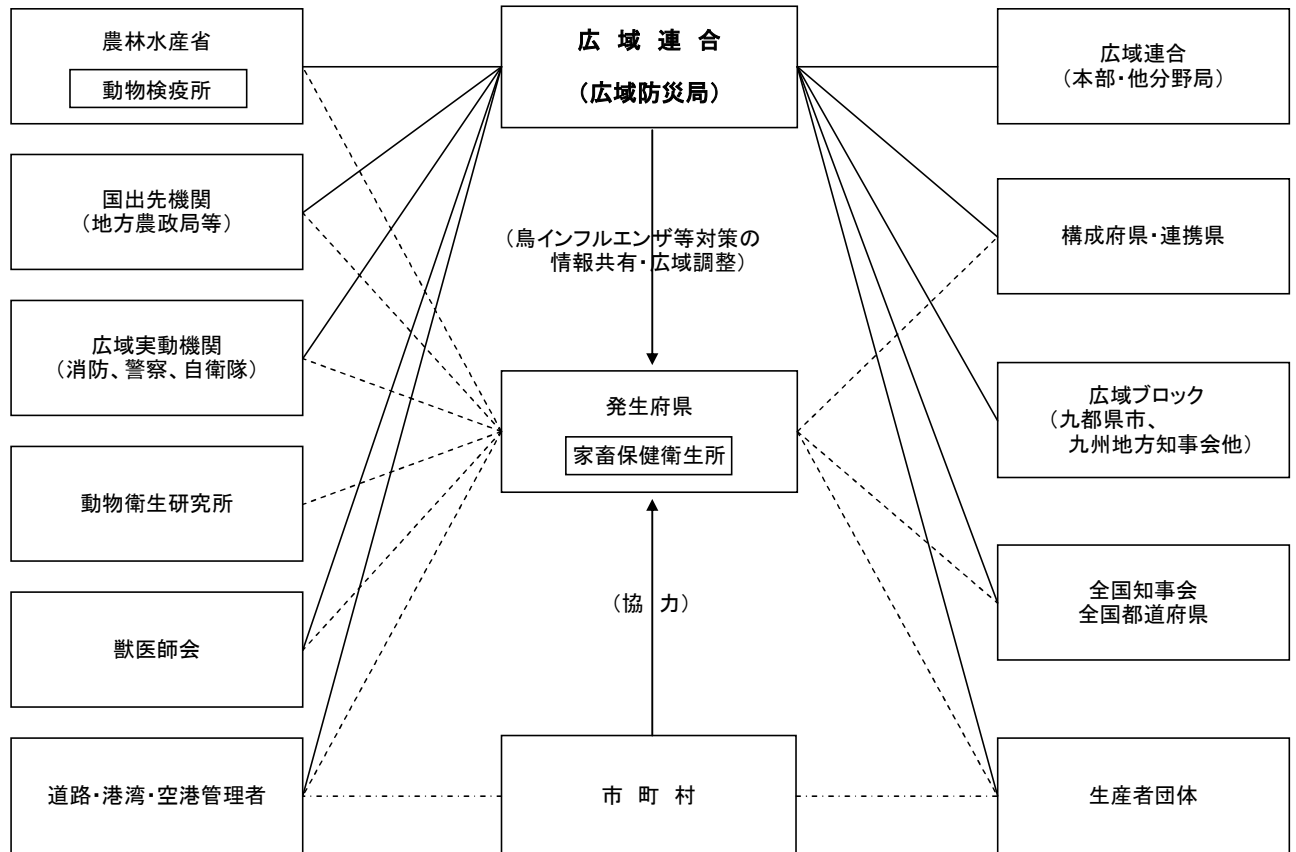 農林水産省
動物検疫所
国出先機関
(地方農政局等)
広域実動機関
(消防、警察、自衛隊)
動物衛生研究所
獣医師会
道路・港湾・空港管理者
広 域 連 合
(広域防災局)
(鳥インフルエンザ等対策の
情報共有・広域調整)
発生府県
家畜保健衛生所
(協 力)
市 町 村
広域連合
(本部・他分野局)
構成府県・連携県
広域ブロック
(九都県市、
九州地方知事会他)
全国知事会
全国都道府県
生産者団体